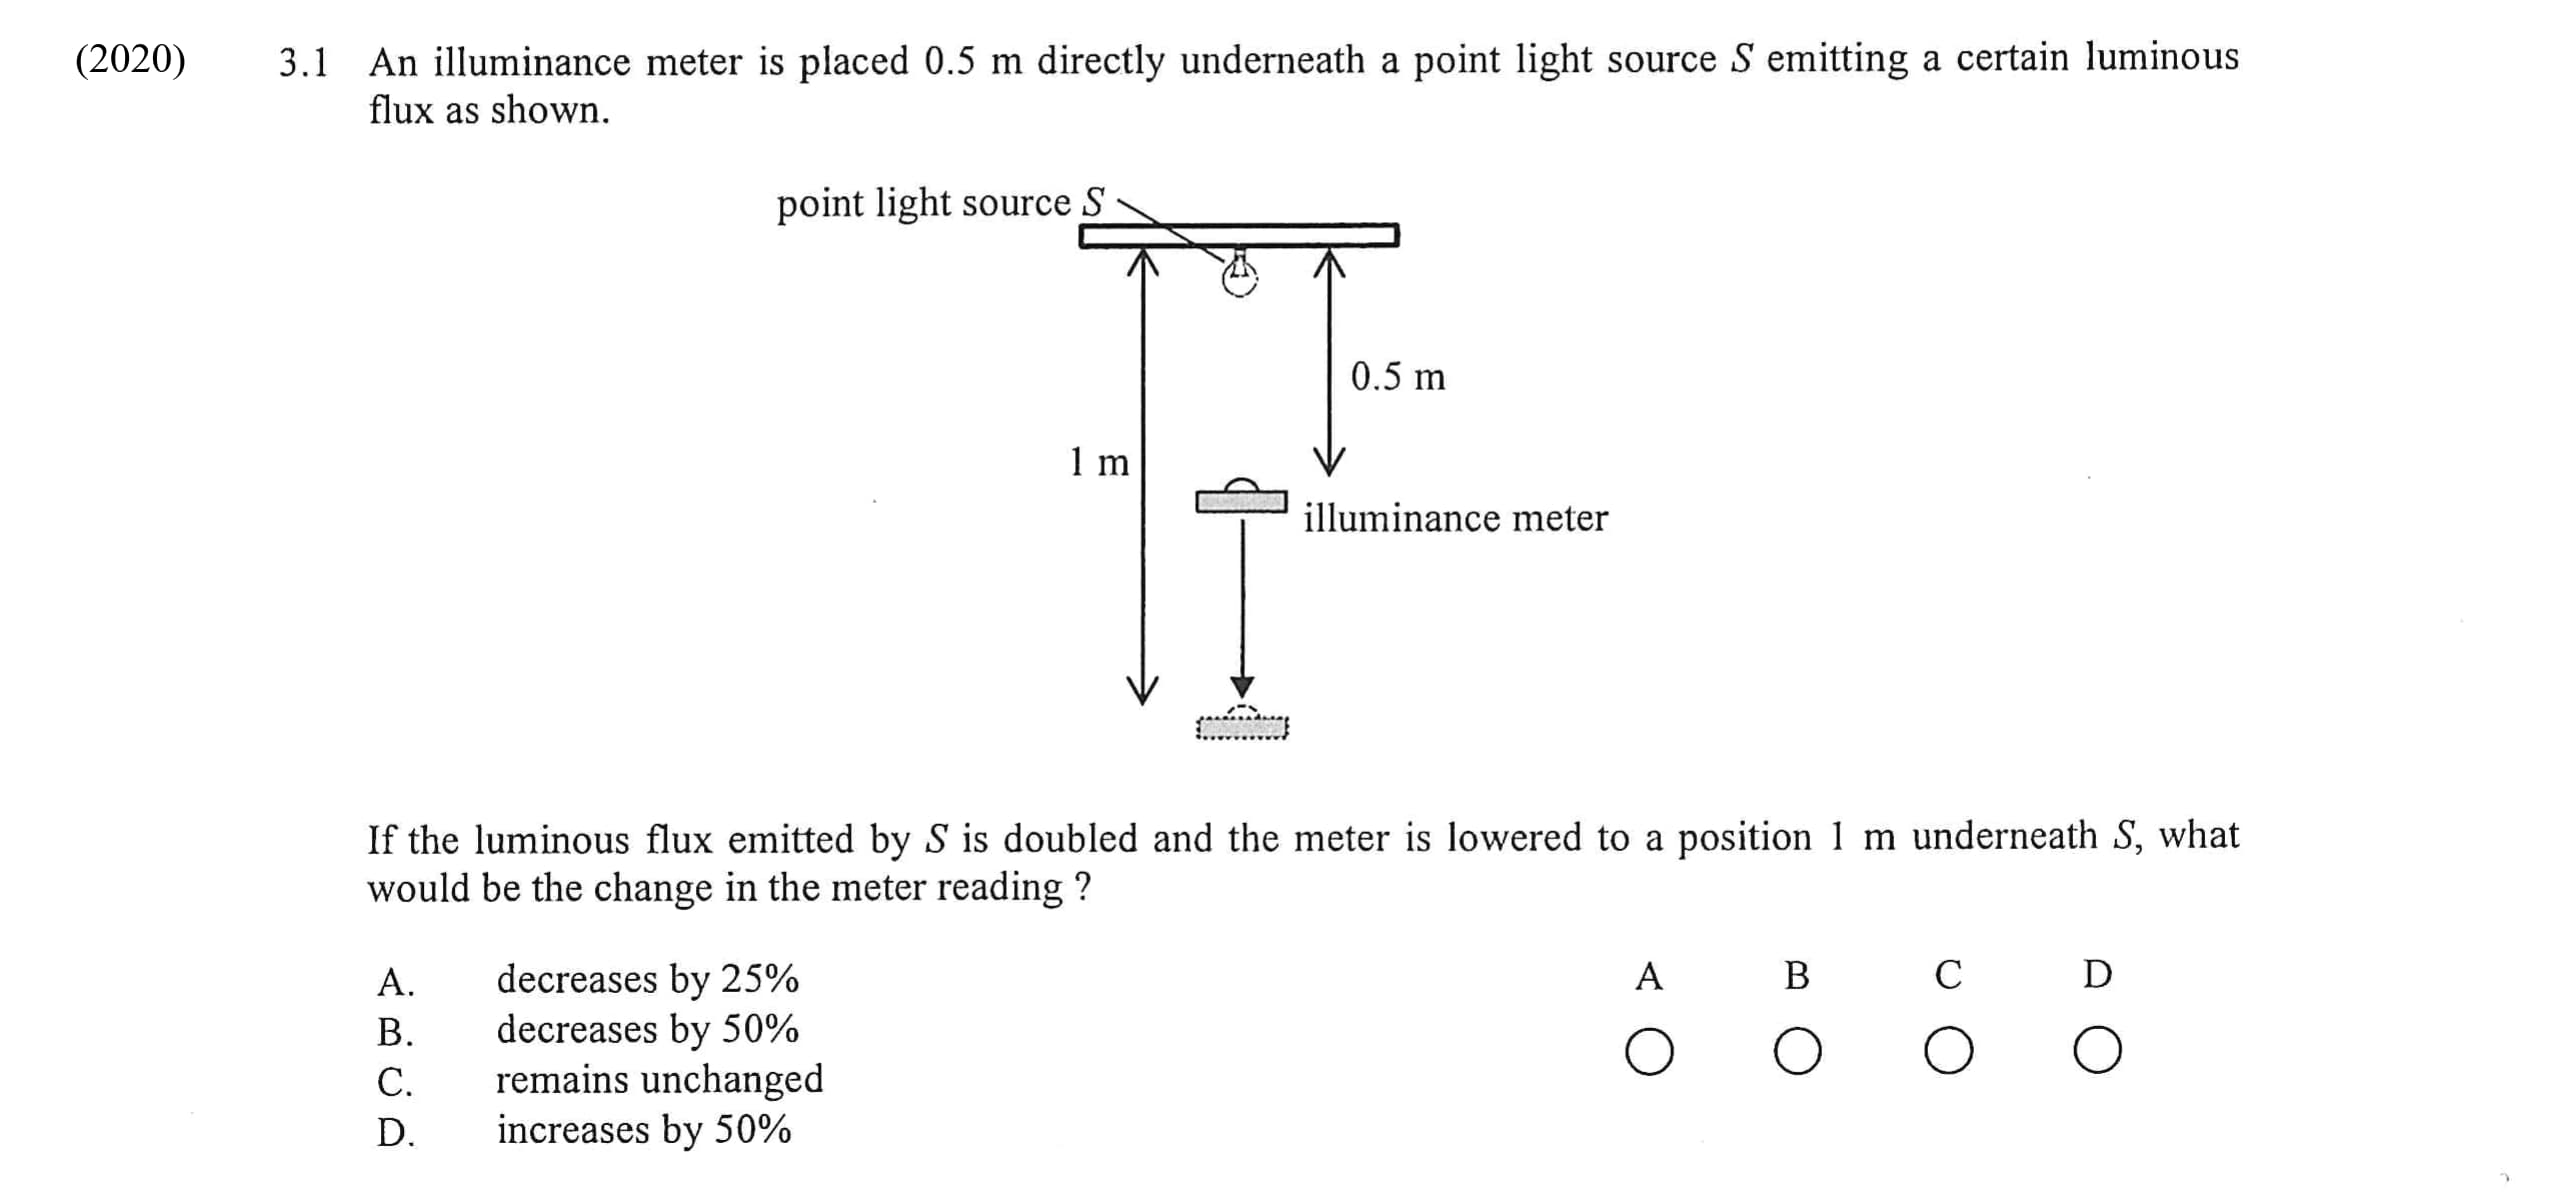 (2020) 3.1 An illuminance meter is placed 0.5 m directly underneath a point light source S emitting a certain luminous
flux as shown.
point light source S
0.5 m
1 m
illuminance meter
If the luminous flux emitted by S is doubled and the meter is lowered to a position 1 m underneath S, what
would be the change in the meter reading ?
A. decreases by 25%
B. decreases by 50%
C. remains unchanged
D. increases by 50%
A B C D